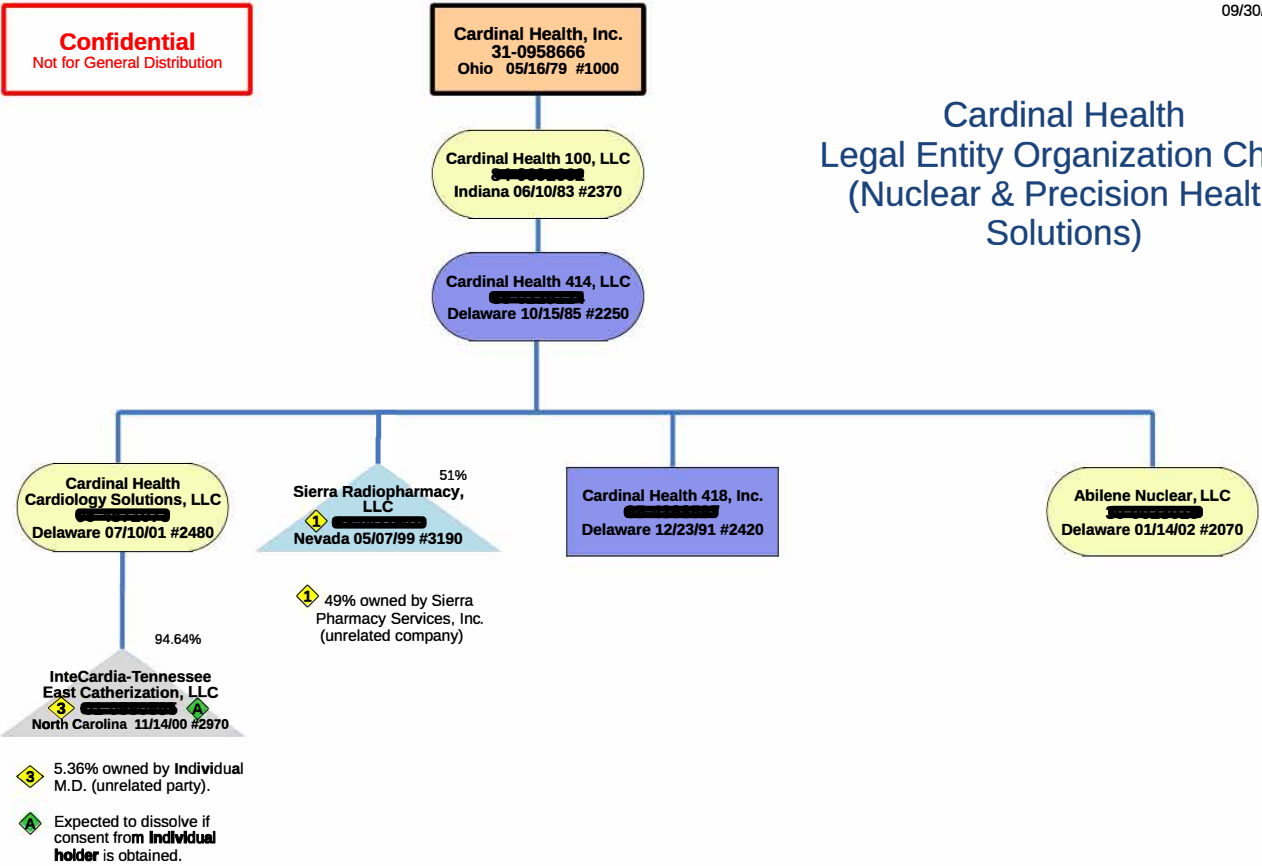 09/30/
Confidential
Not for General Distribution
Cardinal Health, Inc.
31-0958666
Ohio 05/16/79 #1000
Cardinal Health
Legal Entity Organization Ch
(Nuclear & Precision Healt
Solutions)
Cardinal Health 100, LLC
Indiana 06/10/83 #2370
Cardinal Health 414, LLC
Delaware 10/15/85 #2250
Cardinal Health
Cardiology Solutions, LLC
Delaware 07/10/01 #2480
51%
Sierra Radiopharmacy,
LLC
1
Nevada 05/07/99 #3190
Cardinal Health 418, Inc.
Delaware 12/23/91 #2420
Abilene Nuclear, LLC
Delaware 01/14/02 #2070
1 49% owned by Sierra
Pharmacy Services, Inc.
(unrelated company)
94.64%
InteCardia-Tennessee
East Catherization, LLC
3 A
North Carolina 11/14/00 #2970
3 5.36% owned by Individual
M.D. (unrelated party).
A Expected to dissolve if
consent from Individual
holder is obtained.